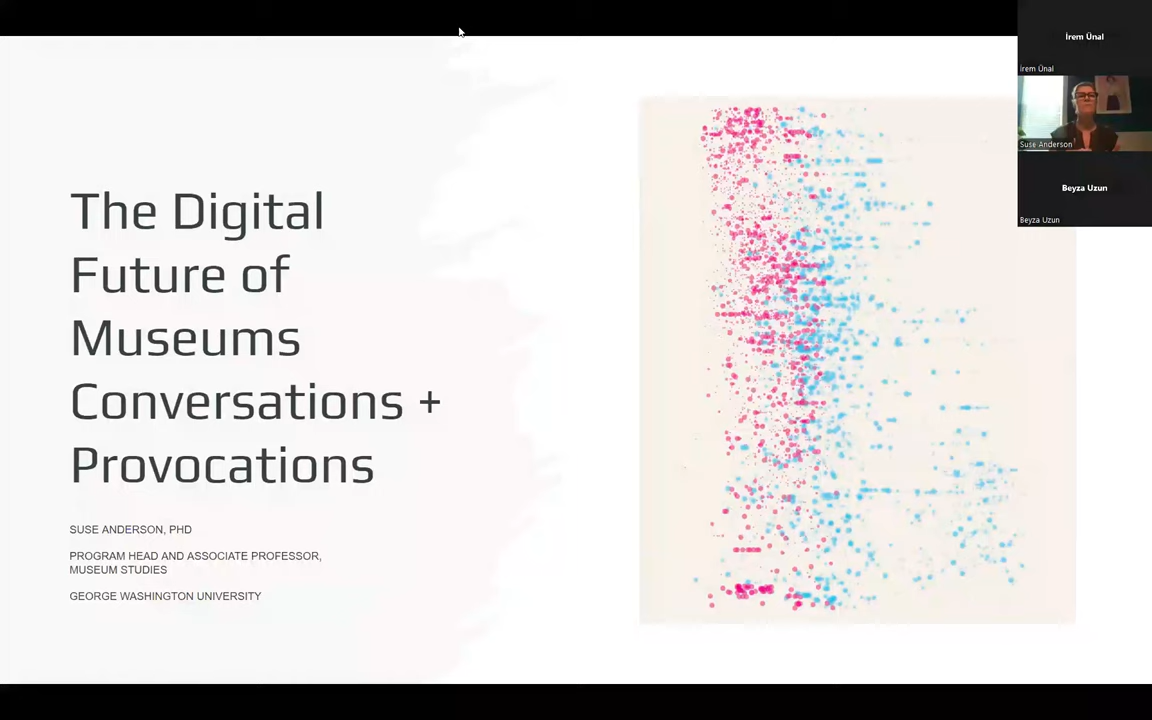 The Digital
Future of
Museums
Conversations +
Provocations
SUSE ANDERSON, PHD
PROGRAM HEAD AND ASSOCIATE PROFESSOR,
MUSEUM STUDIES
GEORGE WASHINGTON UNIVERSITY
İrem Ünal
İrem Ünal
Suse Anderson
Beyza Uzun
Beyza Uzun